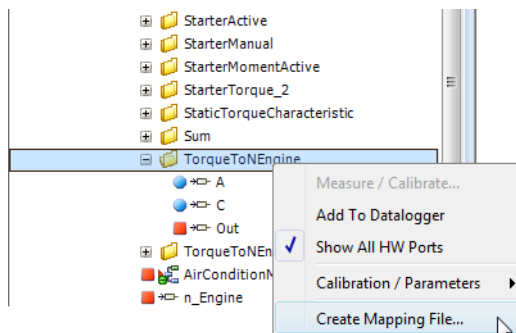 StarterActive
StarterManual
StarterMomentActive
StarterTorque_2
StaticTorqueCharacteristic
Sum
TorqueToNEngine
A
Measure / Calibrate...
C
Add To Datalogger
Out
Show All HW Ports
TorqueToNEn
AirConditionM
Calibration / Parameters
n_Engine
Create Mapping File...